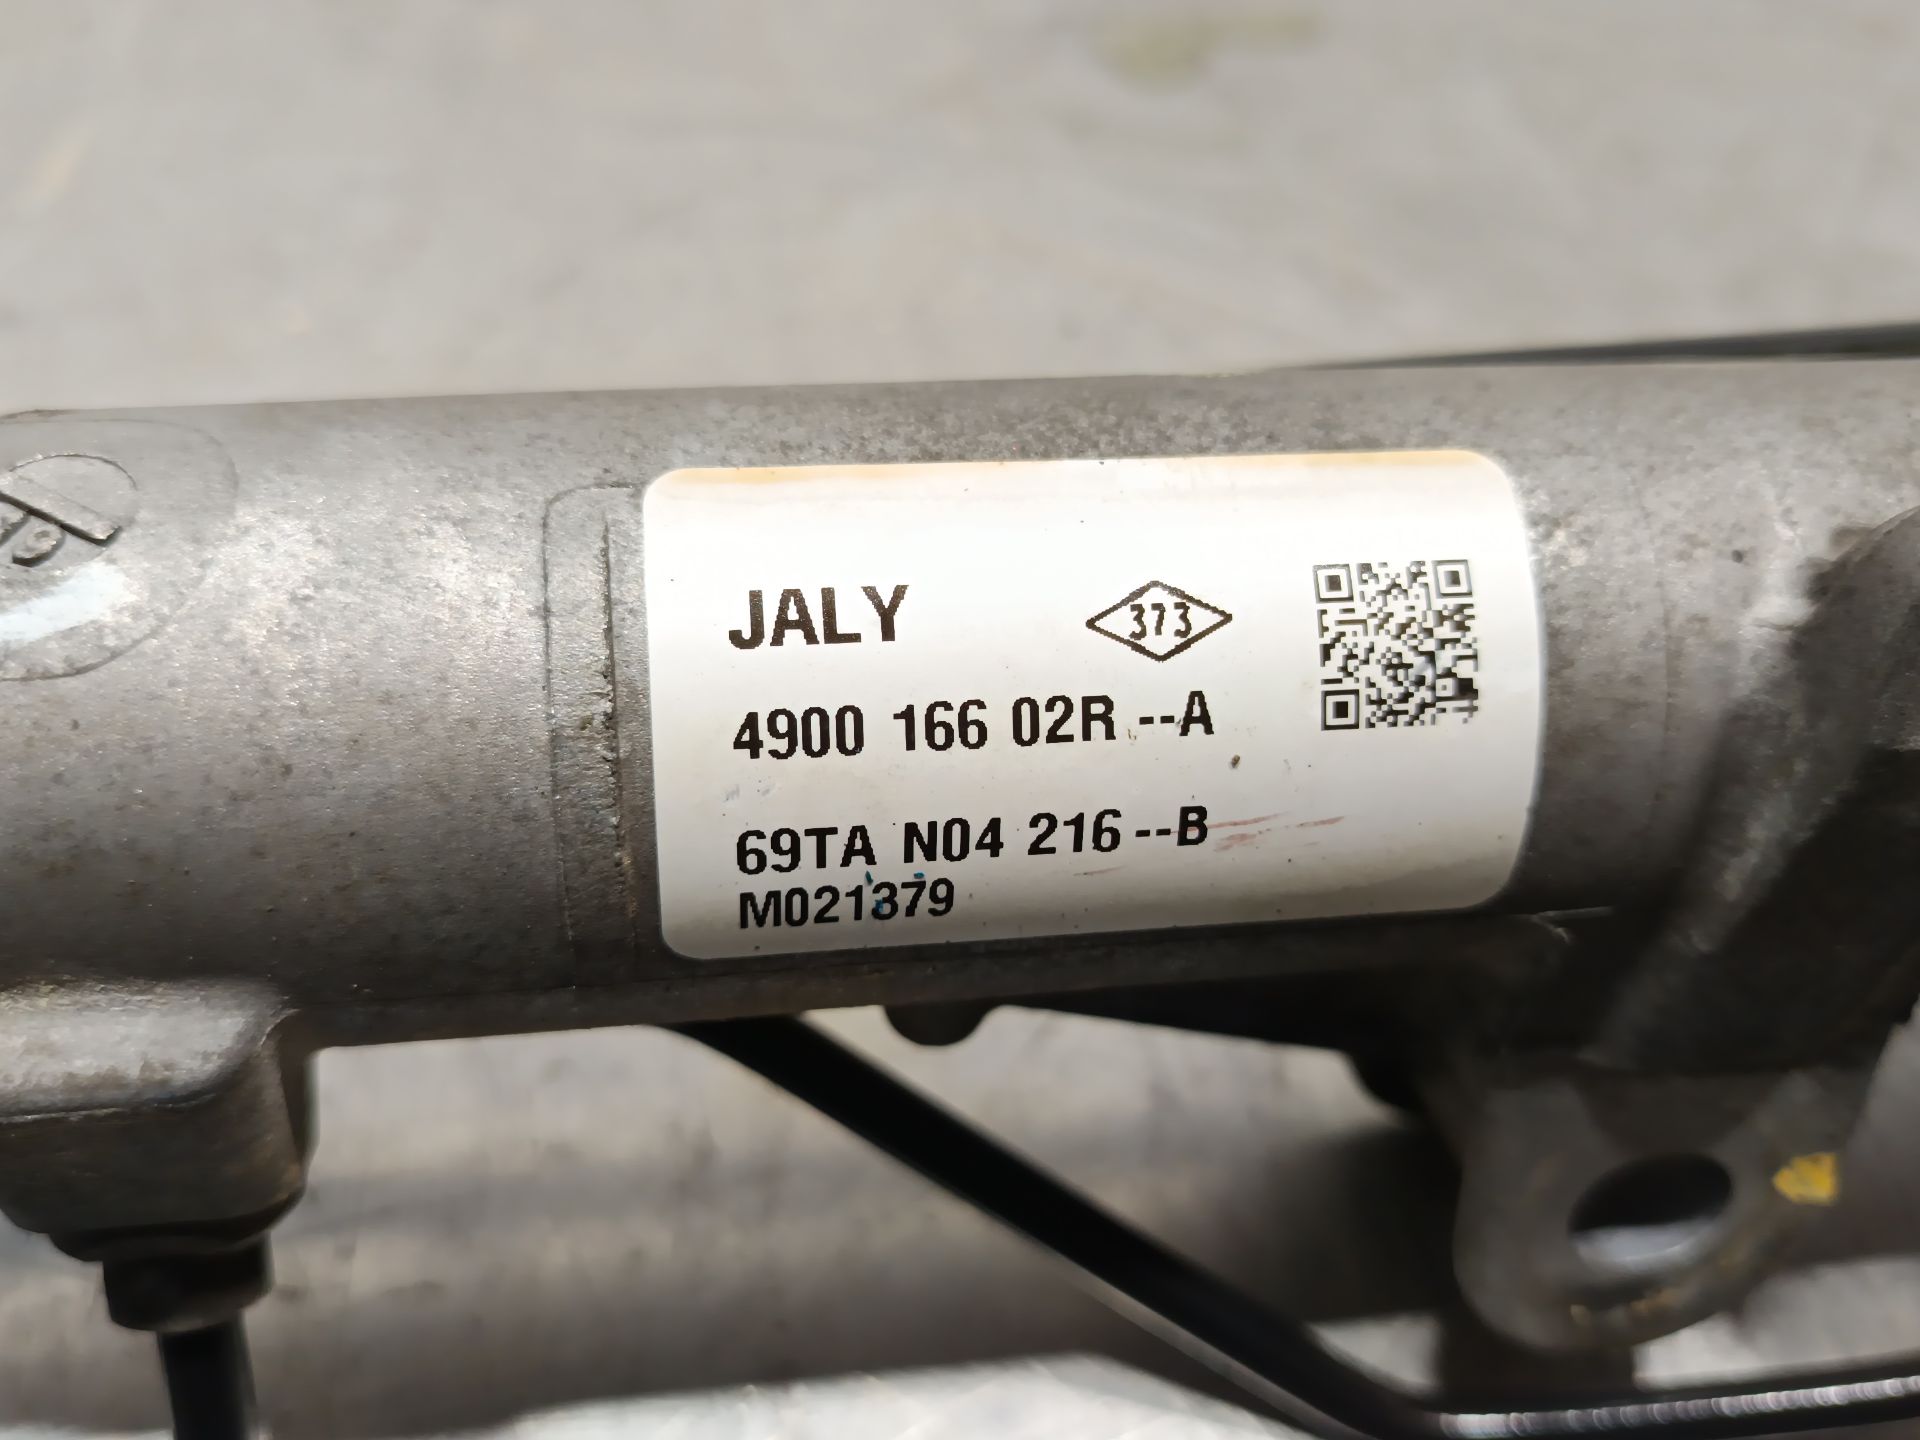 JALY
373
4900 166 02R --A
69TA N04 216 --B
M021379